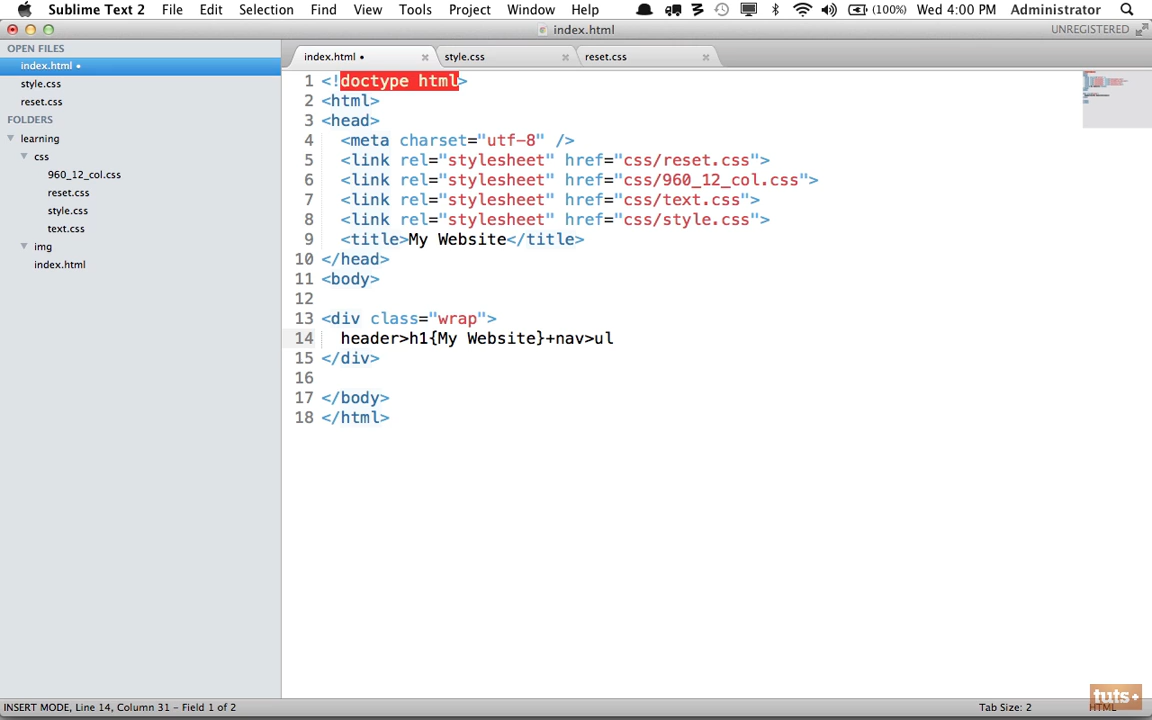 Sublime Text 2 File Edit Selection Find View Tools Project Window Help (100%) Wed 4:00 PM Administrator
index.html UNREGISTERED
OPEN FILES
index.html
style.css
reset.css
FOLDERS
learning
css
960_12_col.css
reset.css
style.css
text.css
img
index.html
index.html style.css reset.css
1 <!doctype html>
2 <html>
3 <head>
4 <meta charset="utf-8" />
5 <link rel="stylesheet" href="css/reset.css">
6 <link rel="stylesheet" href="css/960_12_col.css">
7 <link rel="stylesheet" href="css/text.css">
8 <link rel="stylesheet" href="css/style.css">
9 <title>My Website</title>
10 </head>
11 <body>
12
13 <div class="wrap">
14 header>h1{My Website}+nav>ul
15 </div>
16
17 </body>
18 </html>
tuts+
INSERT MODE, Line 14, Column 31 - Field 1 of 2 Tab Size: 2 HTML